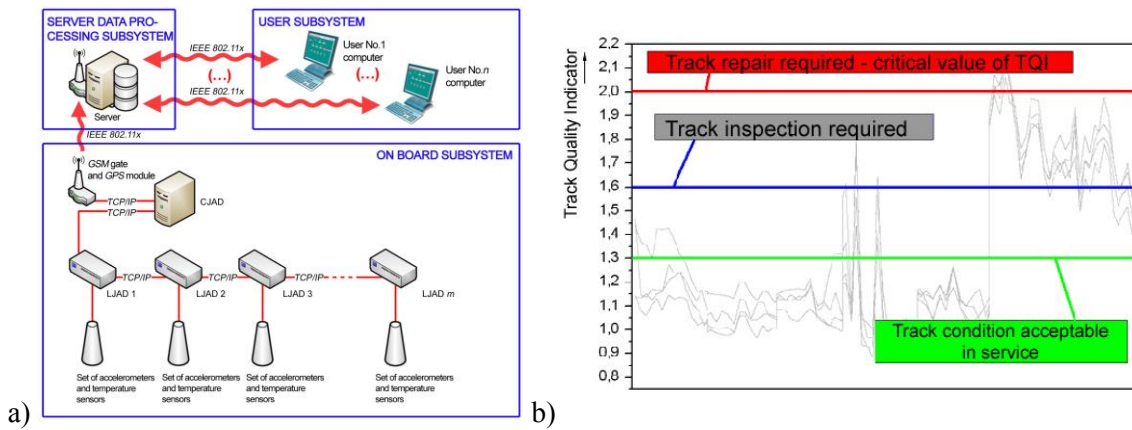 SERVER DATA PRO-
CESSING SUBSYSTEM
Server
USER SUBSYSTEM
IEEE 802.11x
(...)
IEEE 802.11x
User No.1
computer
(...)
User No.n
computer
IEEE 802.11x
ON BOARD SUBSYSTEM
GSM gate
and GPS module
TCP/IP
TCP/IP
CJAD
TCP/IP
TCP/IP
TCP/IP
LJAD 1
LJAD 2
LJAD 3
LJAD m
Set of accelerometers
and temperature
sensors
Set of accelerometers
and temperature
sensors
Set of accelerometers
and temperature
sensors
Set of accelerometers
and temperature
sensors
a)
Track Quality Indicator
2,2
2,1
2,0
1,9
1,8
1,7
1,6
1,5
1,4
1,3
1,2
1,1
1,0
0,9
0,8
Track repair required - critical value of TQI
Track inspection required
Track condition acceptable
in service
b)